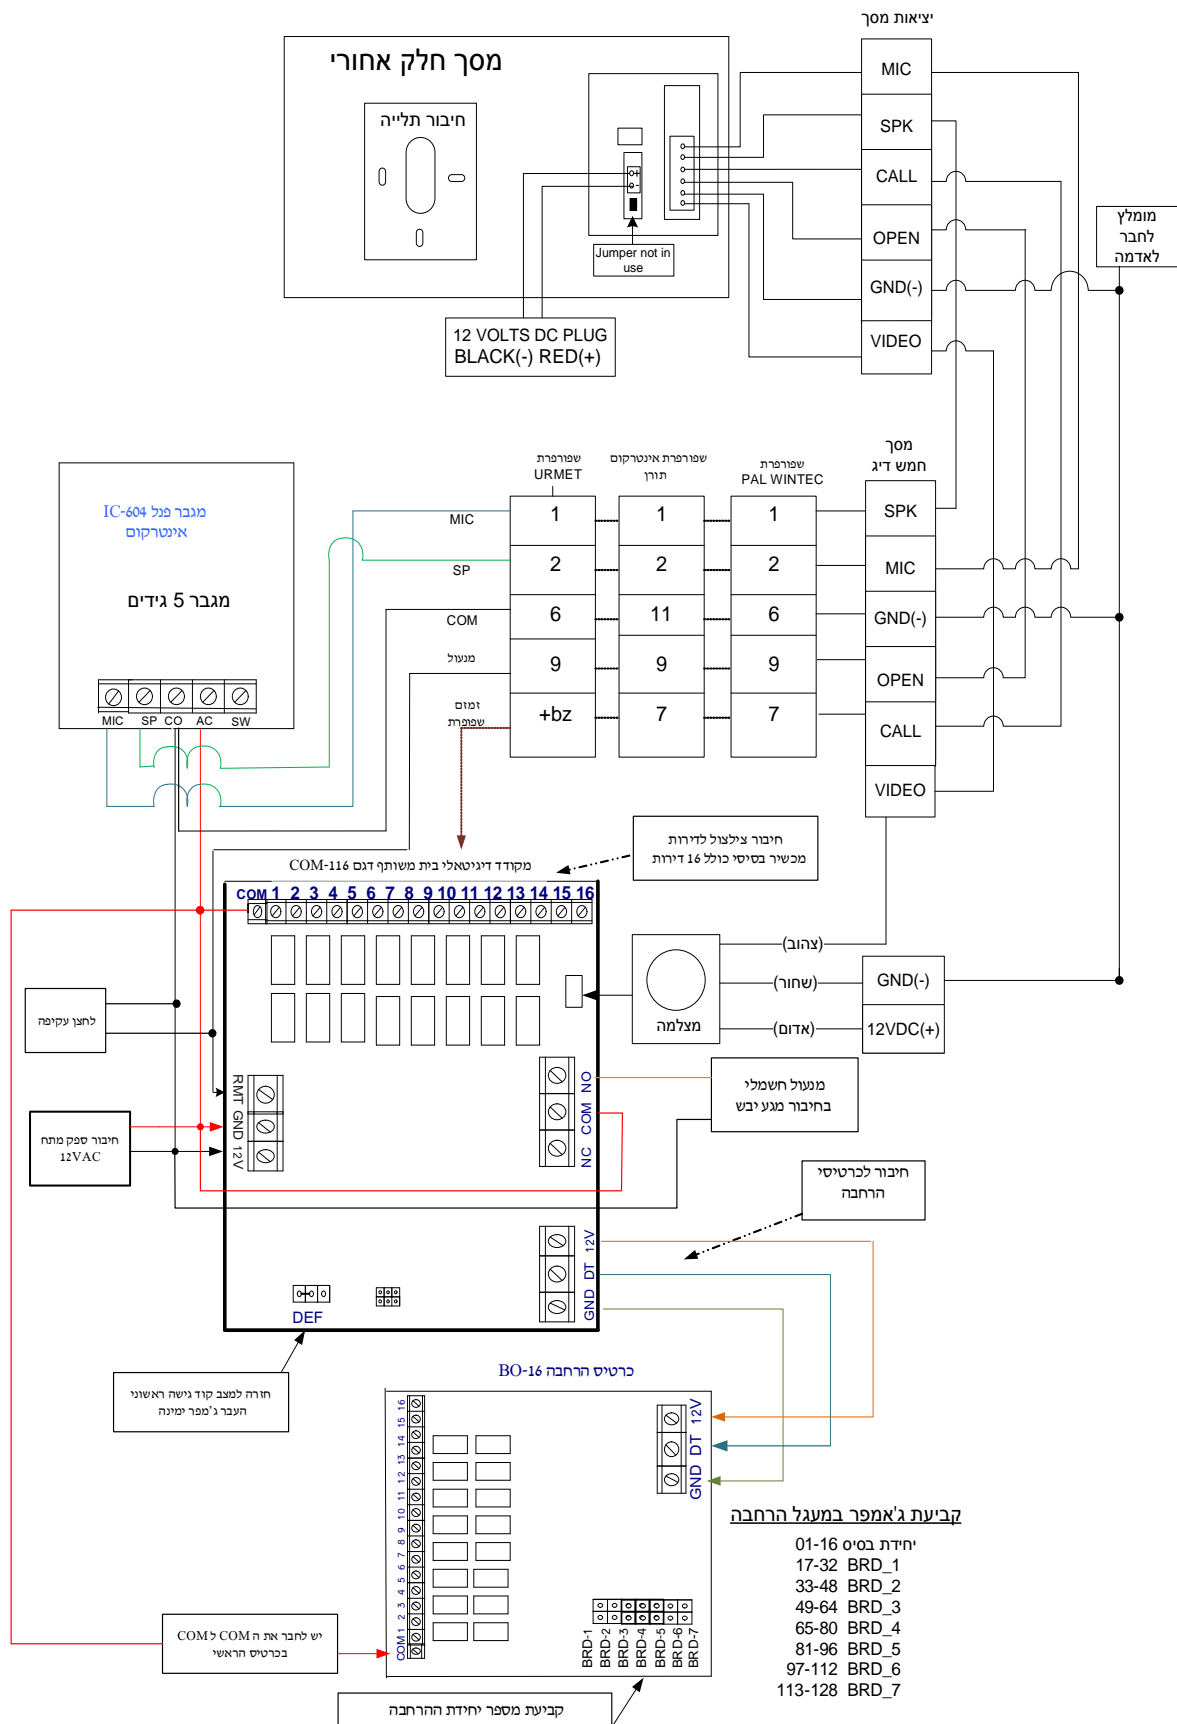 יציאות מסך
מסך חלק אחורי
חיבור תלייה
MIC
SPK
CALL
OPEN
GND(-)
VIDEO
מומלץ
לחבר
לאדמה
+
-
Jumper not in
use
12 VOLTS DC PLUG
BLACK(-) RED(+)
מסך
חמש דיג
שפורפרת
URMET
שפורפרת אינטרקום
תורן
שפורפרת
PAL WINTEC
מגבר פנל IC-604
אינטרקום
מגבר 5 גידים
MIC
SP
COM
מנעול
זמזם
שפופרת
1
2
6
9
+bz
1
2
11
9
7
1
2
6
9
7
SPK
MIC
GND(-)
OPEN
CALL
VIDEO
MIC SP CO AC SW
חיבור צילצול לדירות
מכשיר בסיסי כולל 16 דירות
מקודד דיגיטאלי בית משותף דגם COM-116
COM 1 2 3 4 5 6 7 8 9 10 11 12 13 14 15 16
(צהוב)
(שחור)
(אדום)
מצלמה
GND(-)
12VDC(+)
לחצן עקיפה
RMT GND 12V
NC COM NO
מנעול חשמלי
בחיבור מגע יבש
חיבור ספק מתח
12VAC
חיבור לכרטיסי
הרחבה
GND DT 12V
DEF
חזרה למצב קוד גישה ראשוני
העבר ג'מפר ימינה
כרטיס הרחבה BO-16
COM 1 2 3 4 5 6 7 8 9 10 11 12 13 14 15 16
GND DT 12V
קביעת ג'אמפר במעגל הרחבה
יחידת בסיס 01-16
17-32 BRD_1
33-48 BRD_2
49-64 BRD_3
65-80 BRD_4
81-96 BRD_5
97-112 BRD_6
113-128 BRD_7
BRD-1
BRD-2
BRD-3
BRD-4
BRD-5
BRD-6
BRD-7
יש לחבר את ה COM ל COM
בכרטיס הראשי
קביעת מספר יחידת ההרחבה